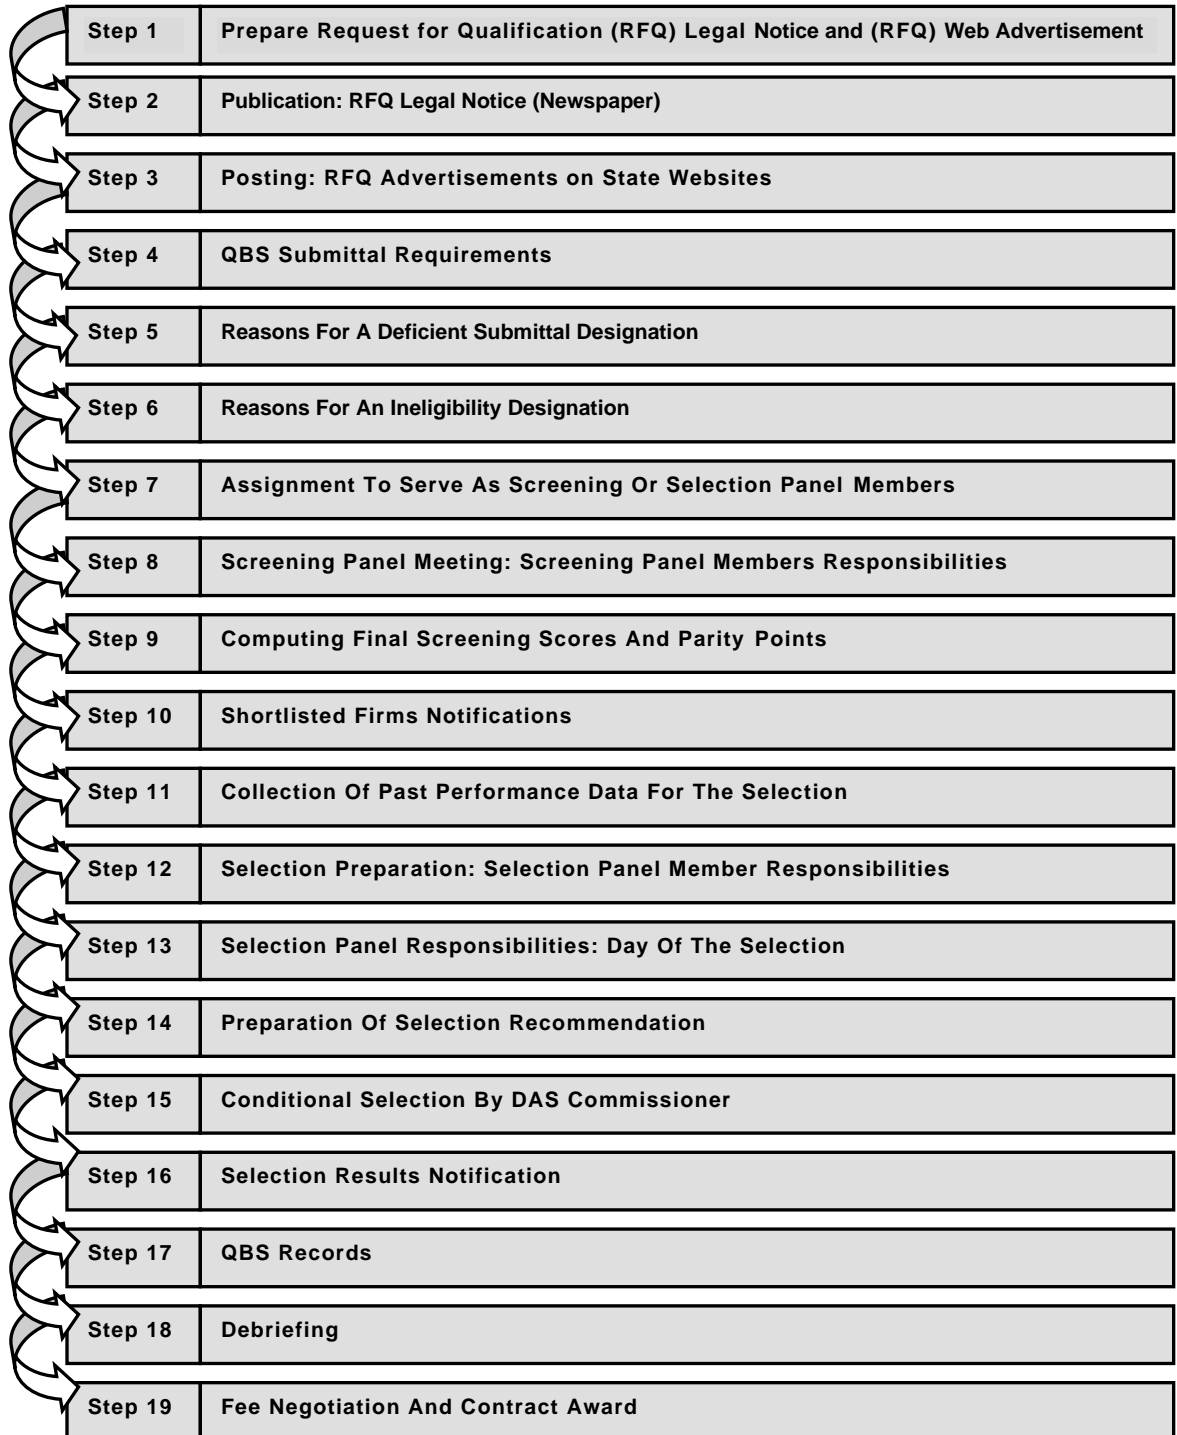 Step 1 Prepare Request for Qualification (RFQ) Legal Notice and (RFQ) Web Advertisement
Step 2 Publication: RFQ Legal Notice (Newspaper)
Step 3 Posting: RFQ Advertisements on State Websites
Step 4 QBS Submittal Requirements
Step 5 Reasons For A Deficient Submittal Designation
Step 6 Reasons For An Ineligibility Designation
Step 7 Assignment To Serve As Screening Or Selection Panel Members
Step 8 Screening Panel Meeting: Screening Panel Members Responsibilities
Step 9 Computing Final Screening Scores And Parity Points
Step 10 Shortlisted Firms Notifications
Step 11 Collection Of Past Performance Data For The Selection
Step 12 Selection Preparation: Selection Panel Member Responsibilities
Step 13 Selection Panel Responsibilities: Day Of The Selection
Step 14 Preparation Of Selection Recommendation
Step 15 Conditional Selection By DAS Commissioner
Step 16 Selection Results Notification
Step 17 QBS Records
Step 18 Debriefing
Step 19 Fee Negotiation And Contract Award